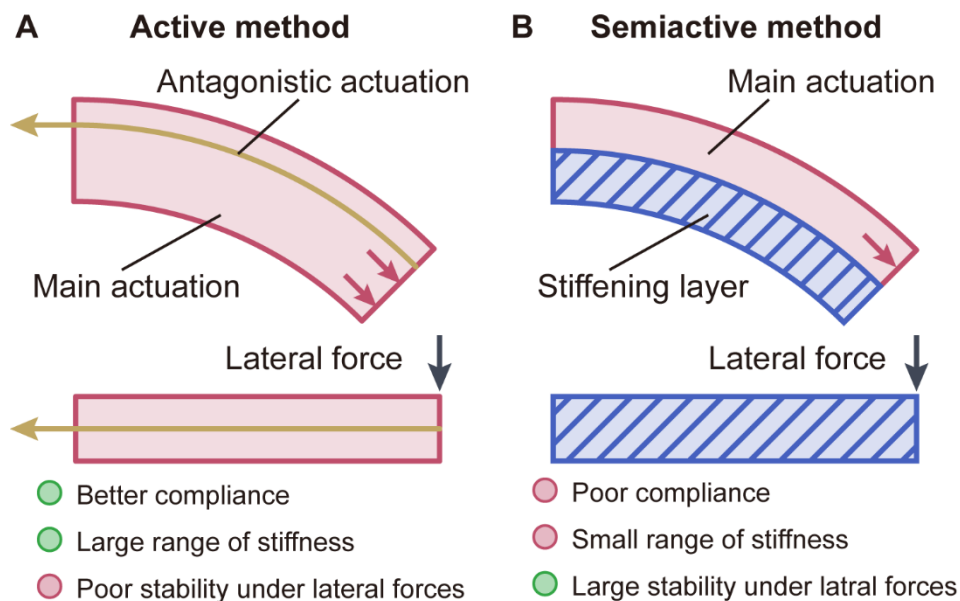 A Active method
Antagonistic actuation
Main actuation
Lateral force
Better compliance
Large range of stiffness
Poor stability under lateral forces
B Semiactive method
Main actuation
Stiffening layer
Lateral force
Poor compliance
Small range of stiffness
Large stability under latral forces